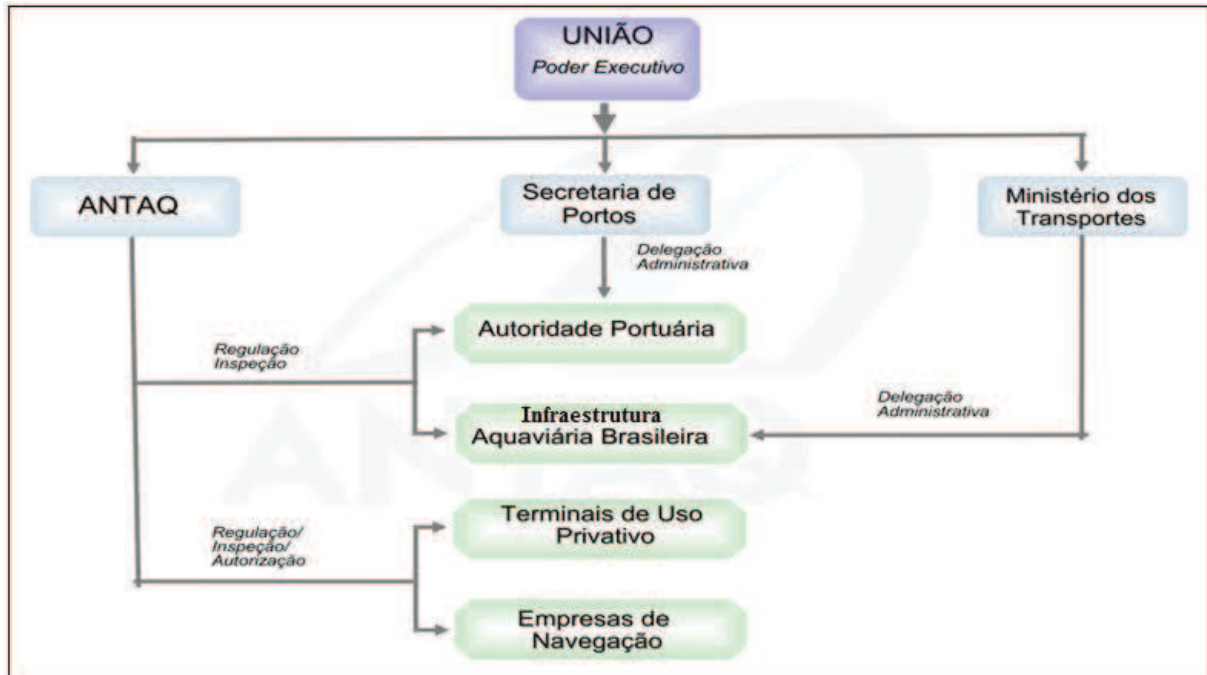 UNIÃO
Poder Executivo
ANTAQ
Secretaria de
Portos
Ministério dos
Transportes
Delegação
Administrativa
Autoridade Portuária
Regulação
Inspeção
Infraestrutura
Aquaviária Brasileira
Delegação
Administrativa
Terminais de Uso
Privativo
Regulação/
Inspeção/
Autorização
Empresas de
Navegação
ANTAQ